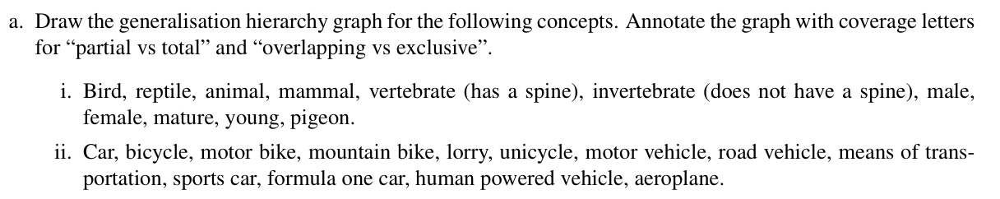 a. Draw the generalisation hierarchy graph for the following concepts. Annotate the graph with coverage letters
for “partial vs total” and “overlapping vs exclusive”.
i. Bird, reptile, animal, mammal, vertebrate (has a spine), invertebrate (does not have a spine), male,
female, mature, young, pigeon.
ii. Car, bicycle, motor bike, mountain bike, lorry, unicycle, motor vehicle, road vehicle, means of trans-
portation, sports car, formula one car, human powered vehicle, aeroplane.